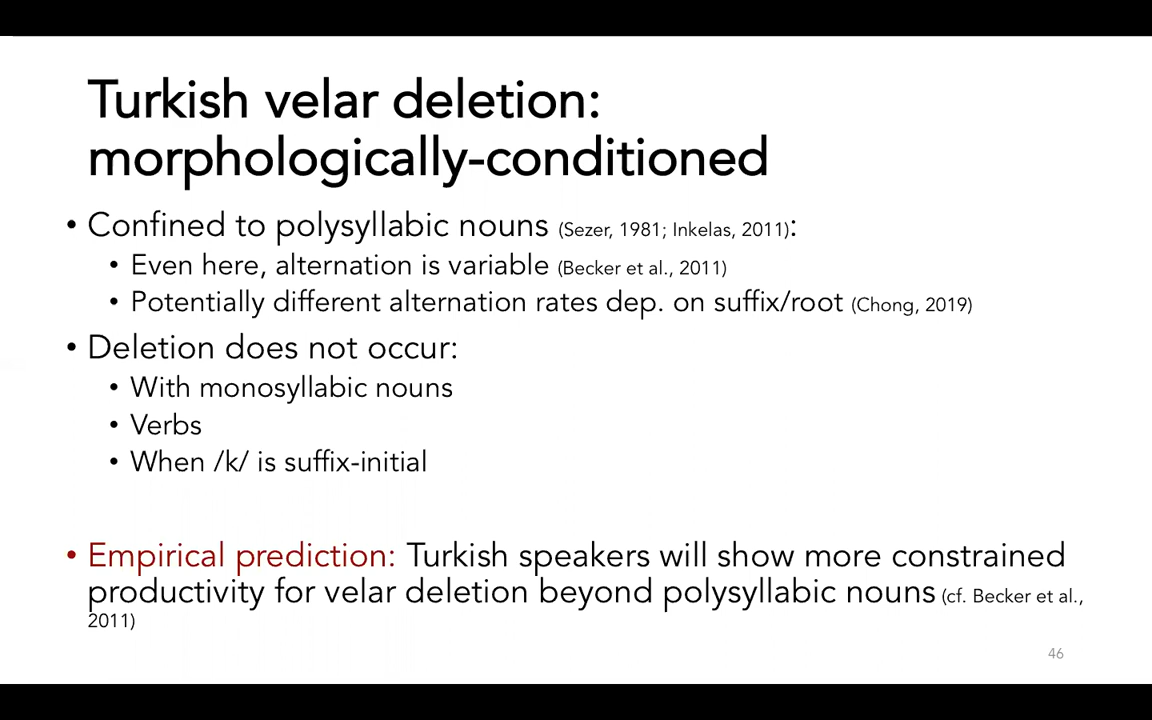 Turkish velar deletion:
morphologically-conditioned
• Confined to polysyllabic nouns (Sezer, 1981; Inkelas, 2011):
• Even here, alternation is variable (Becker et al., 2011)
• Potentially different alternation rates dep. on suffix/root (Chong, 2019)
• Deletion does not occur:
• With monosyllabic nouns
• Verbs
• When /k/ is suffix-initial
• Empirical prediction: Turkish speakers will show more constrained
productivity for velar deletion beyond polysyllabic nouns (cf. Becker et al.,
2011)
46